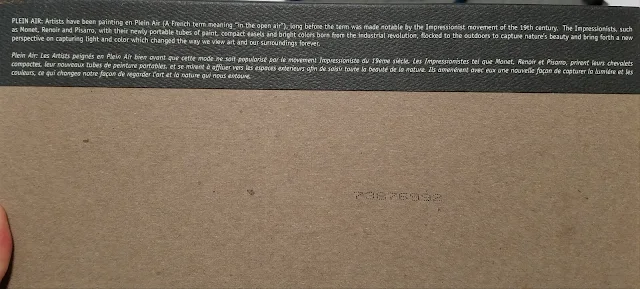 PLEIN AIR: Artists have been painting en Plein Air (A French term meaning "in the open air"), long before the term was made notable by the Impressionist movement of the 19th century. The Impressionists, such
as Monet, Renoir and Pisarro, with their newly portable tubes of paint, compact easels and bright colors born from the industrial revolution, flocked to the outdoors to capture nature's beauty and bring forth a new
perspective on capturing light and color which changed the way we view art and our surroundings forever.
Plein Air: Les Artists peignés en Plein Air bien avant que cette mode ne soit popularisé par le movement Impressioniste du 19eme siécle. Les Impressionistes tel que Monet, Renoir et Pisarro, prirent leurs chevalets
compactes, leur nouveaux tubes de peinture portables, et se mirent à affluer vers les espaces exterieurs afin de saisir toute la beauté de la nature. Ils amenèrent avec eux une nouvelle façon de capturer la lumière et les
couleurs, ce qui changea notre façon de regarder l'art et la nature qui nous entoure.
73676092